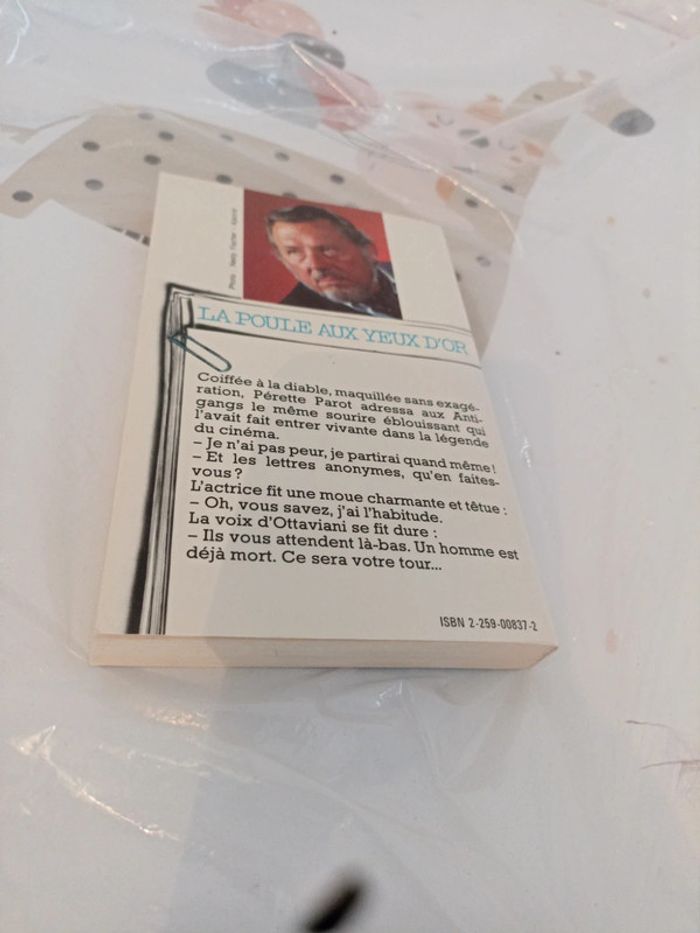 LA POULE AUX YEUX D'OR
Coiffée à la diable, maquillée sans exagé-
ration, Pérette Parot adressa aux Anti-
gangs le même sourire éblouissant qui
l'avait fait entrer vivante dans la légende
du cinéma.
– Je n'ai pas peur, je partirai quand même!
– Et les lettres anonymes, qu'en faites-
vous?
L'actrice fit une moue charmante et têtue :
– Oh, vous savez, j'ai l'habitude.
La voix d'Ottaviani se fit dure :
– Ils vous attendent là-bas. Un homme est
déjà mort. Ce sera votre tour...
ISBN 2-259-00837-2